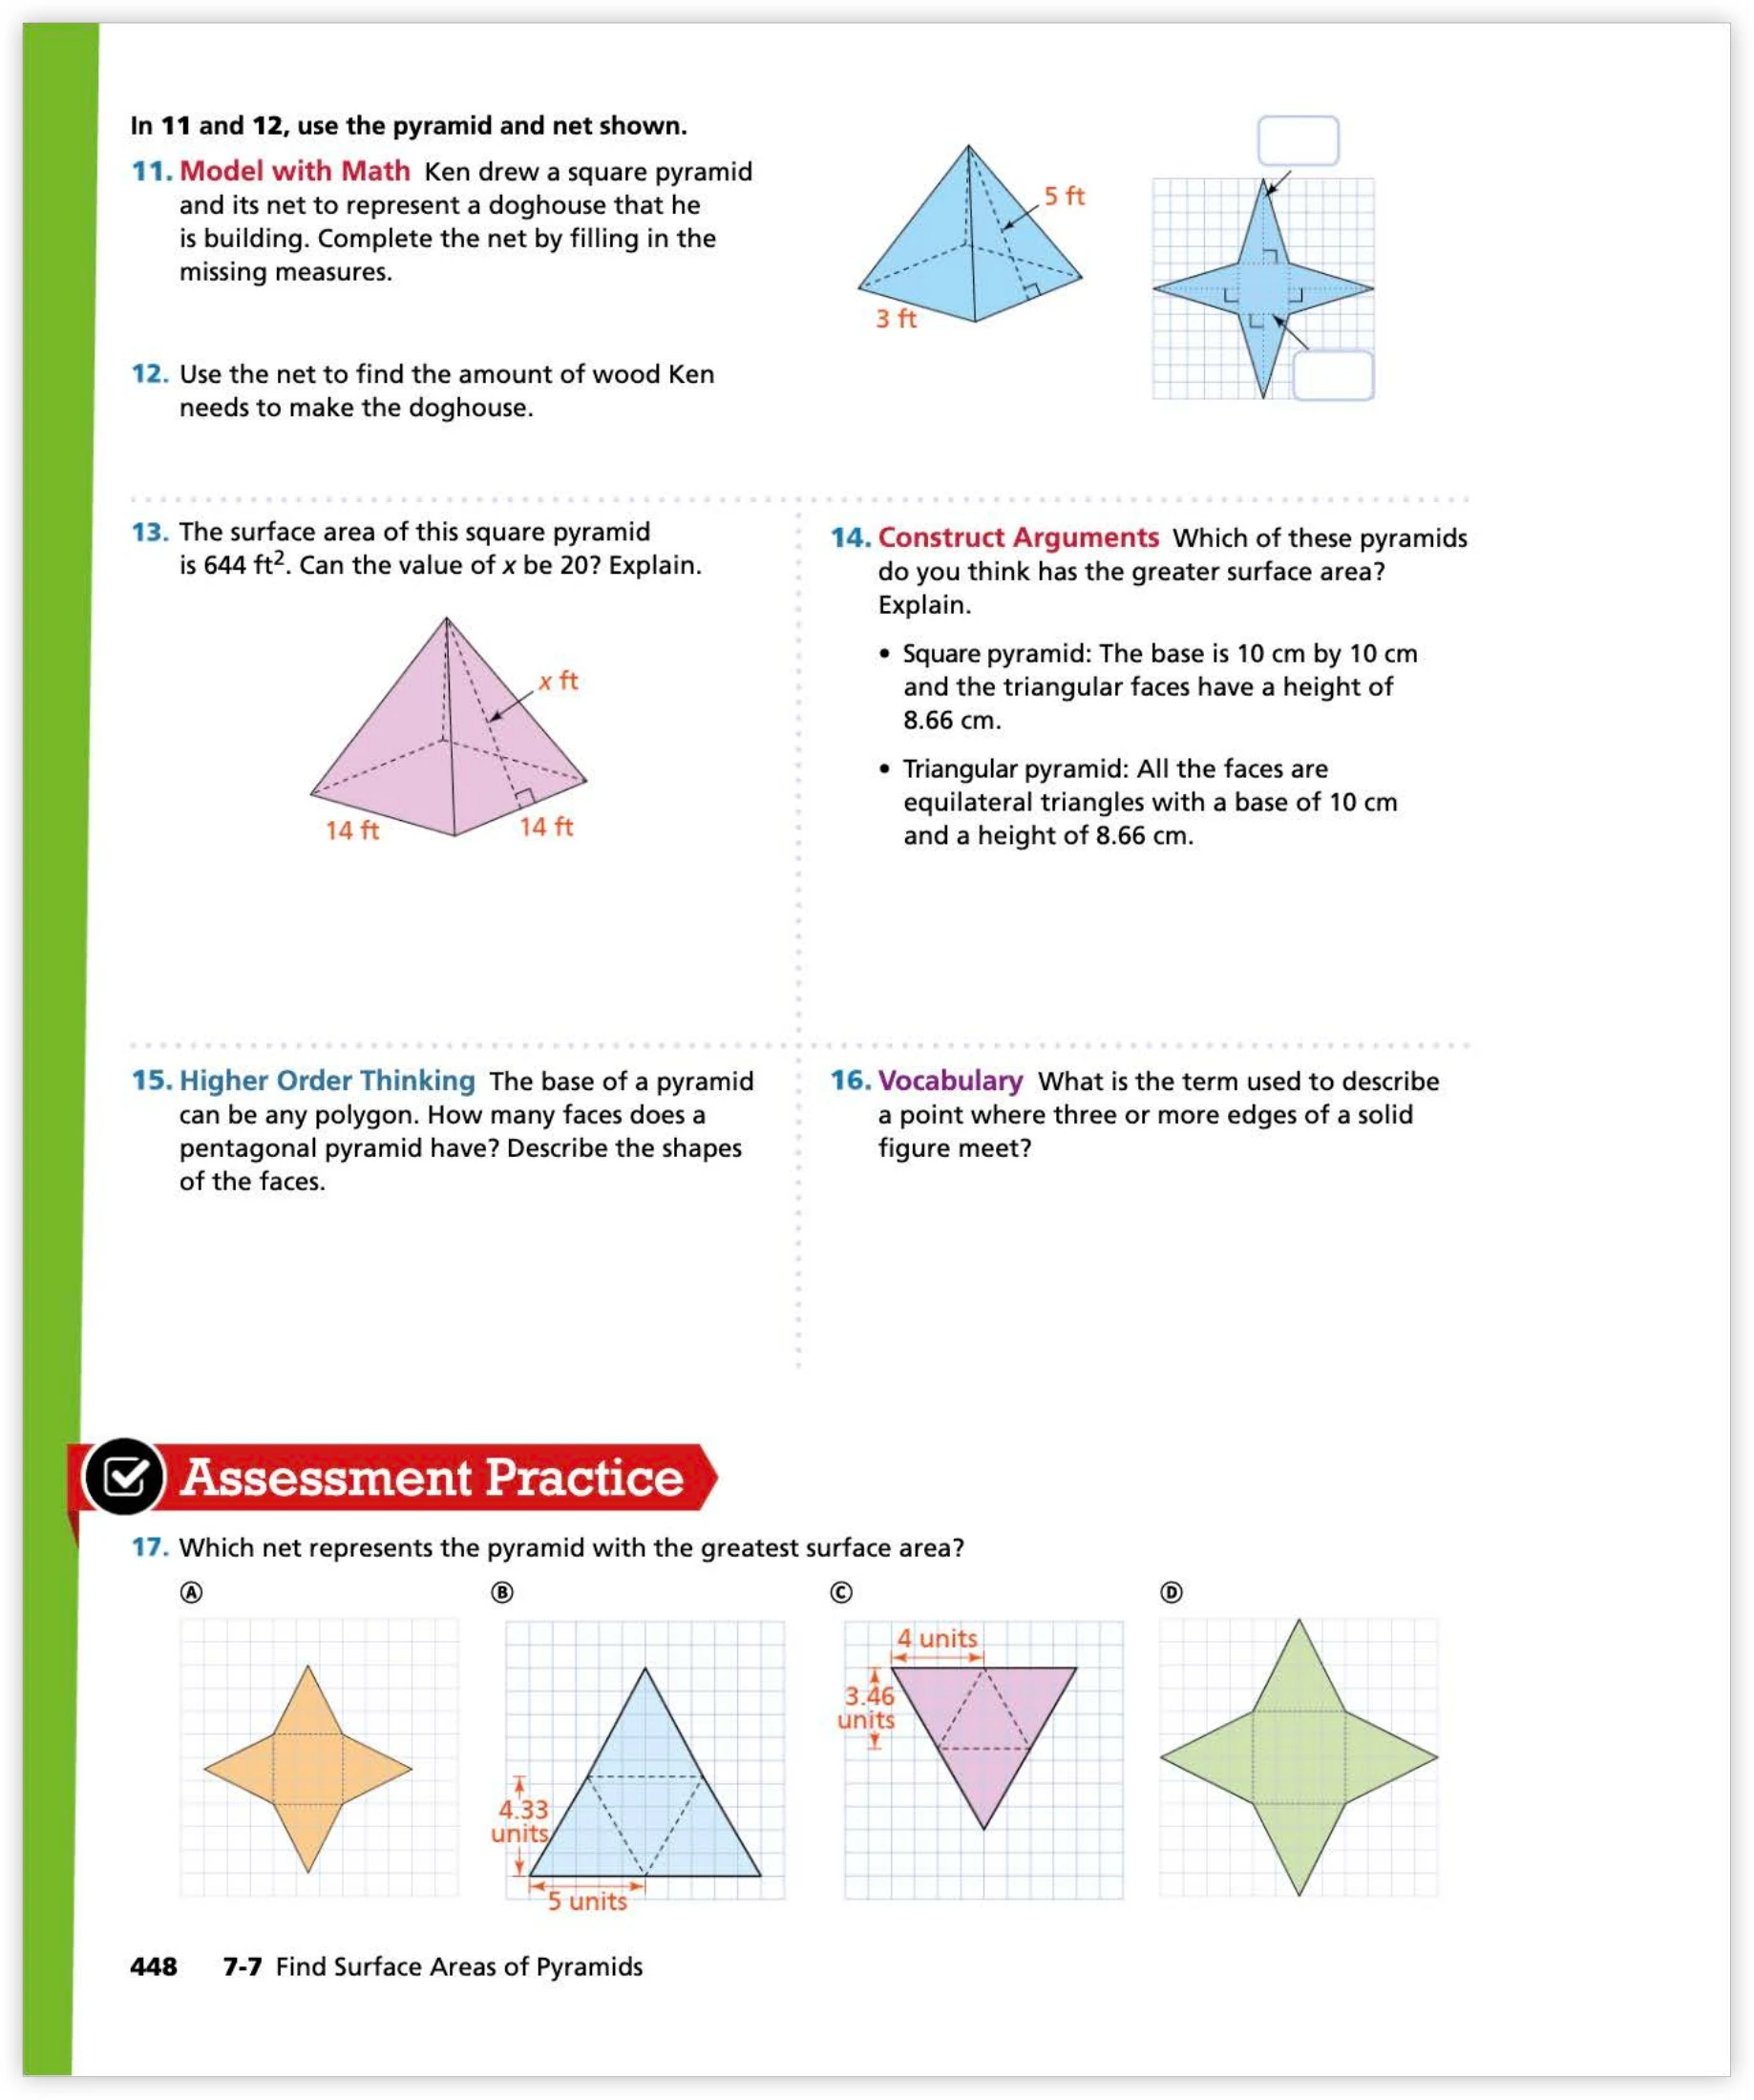 In 11 and 12, use the pyramid and net shown.
11. Model with Math Ken drew a square pyramid
and its net to represent a doghouse that he
is building. Complete the net by filling in the
missing measures.
5 ft
3 ft
12. Use the net to find the amount of wood Ken
needs to make the doghouse.
13. The surface area of this square pyramid
is 644 ft². Can the value of x be 20? Explain.
x ft
14 ft
14 ft
14. Construct Arguments Which of these pyramids
do you think has the greater surface area?
Explain.
• Square pyramid: The base is 10 cm by 10 cm
and the triangular faces have a height of
8.66 cm.
• Triangular pyramid: All the faces are
equilateral triangles with a base of 10 cm
and a height of 8.66 cm.
15. Higher Order Thinking The base of a pyramid
can be any polygon. How many faces does a
pentagonal pyramid have? Describe the shapes
of the faces.
16. Vocabulary What is the term used to describe
a point where three or more edges of a solid
figure meet?
Assessment Practice
17. Which net represents the pyramid with the greatest surface area?
Ⓐ
Ⓑ
4.33
units
5 units
Ⓒ
4 units
3.46
units
Ⓓ
448 7-7 Find Surface Areas of Pyramids